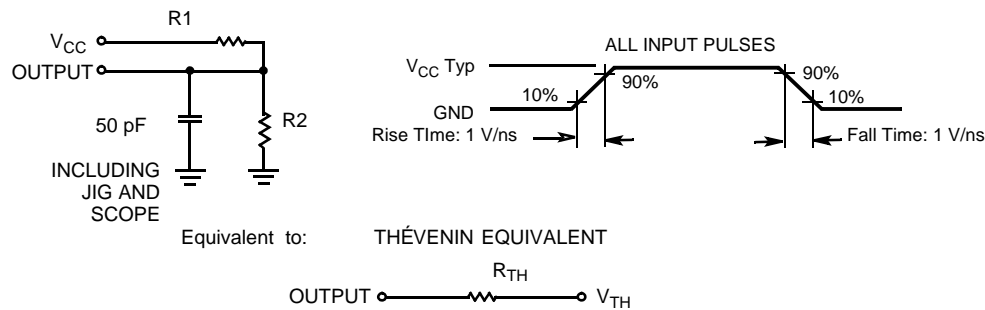 R1
VCC
OUTPUT
50 pF
R2
INCLUDING
JIG AND
SCOPE
ALL INPUT PULSES
VCC Typ
GND
10%
90%
90%
10%
Rise TIme: 1 V/ns
Fall Time: 1 V/ns
Equivalent to:
THÉVENIN EQUIVALENT
RTH
OUTPUT
VTH